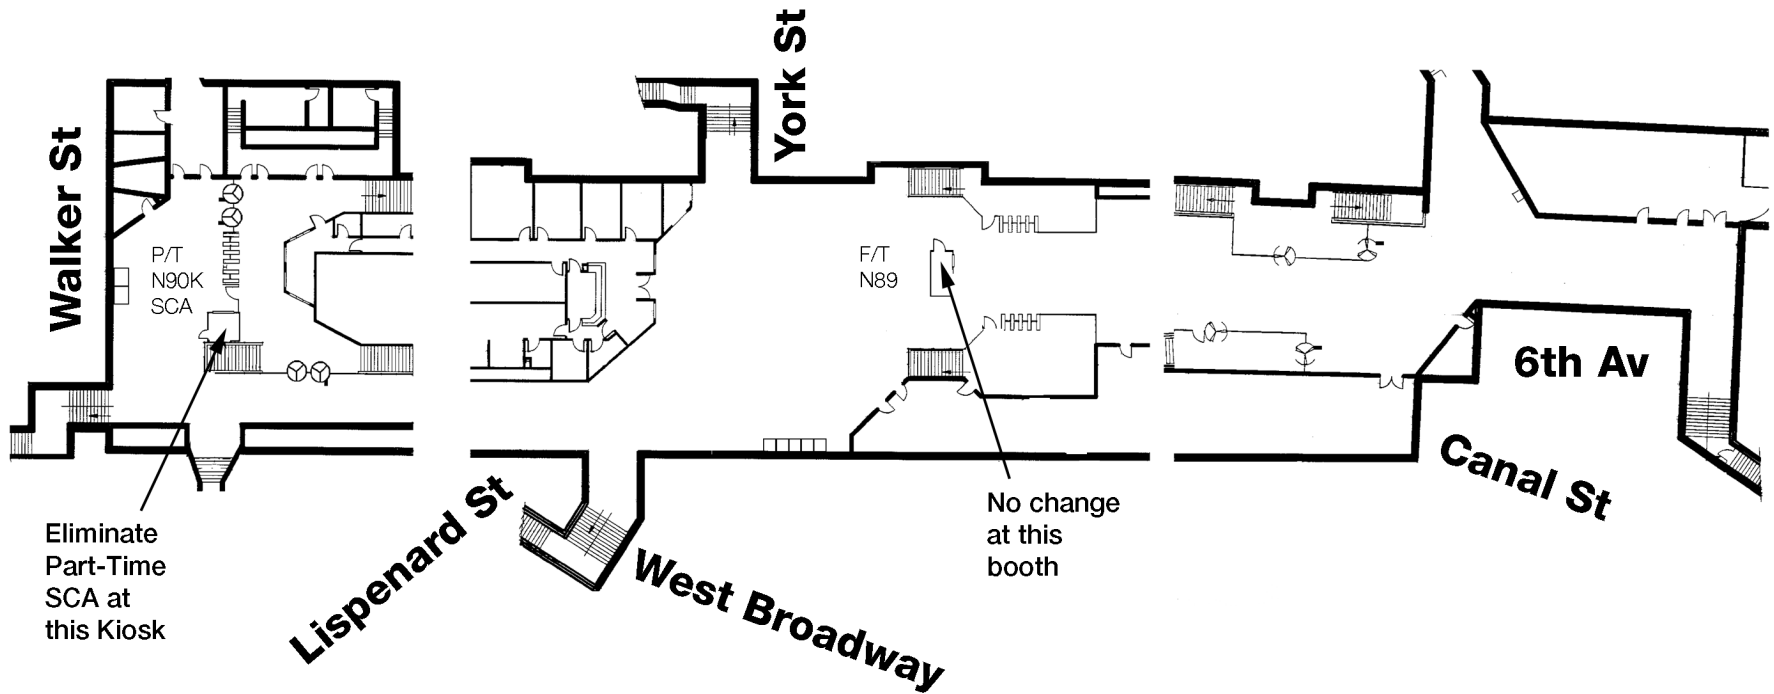 York St
Walker St
P/T
N90K
SCA
F/T
N89
6th Av
Canal St
No change
at this
booth
Eliminate
Part-Time
SCA at
this Kiosk
Lispenard St
West Broadway